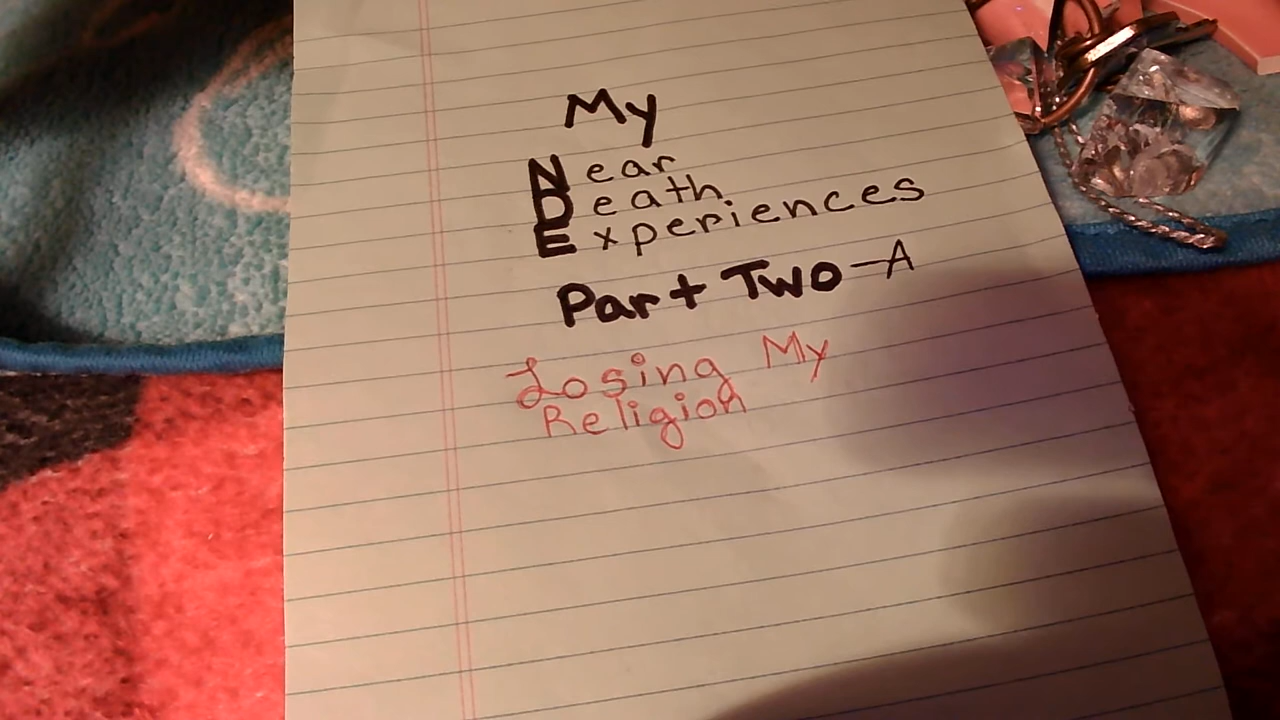 My
Near
Death
Experiences
Part Two-A
Losing My
Religion